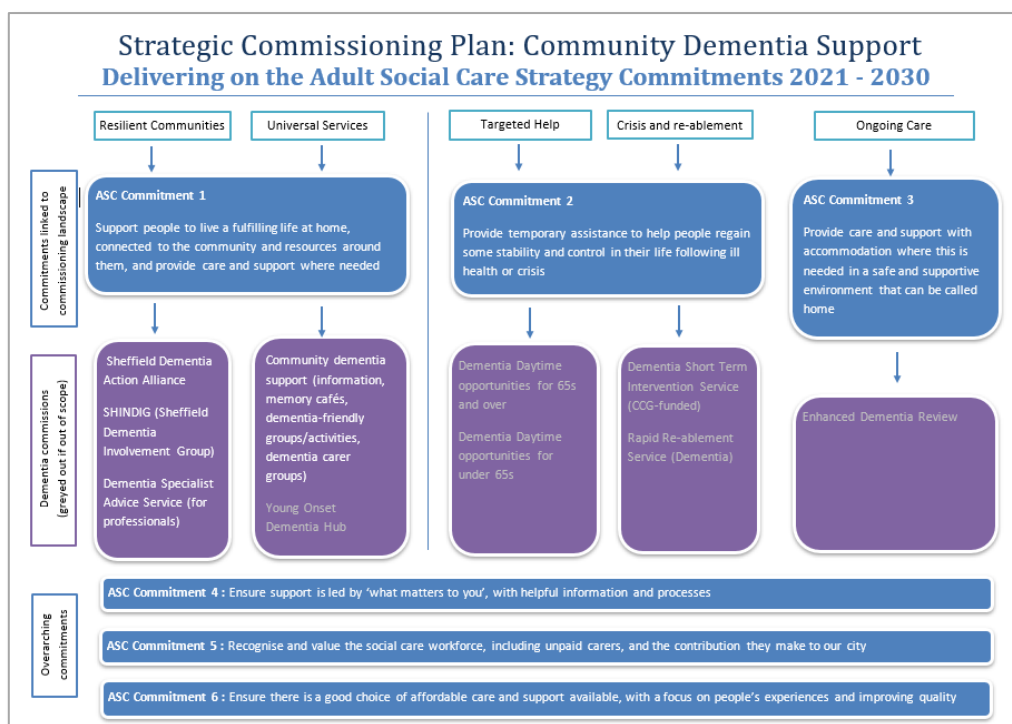 Strategic Commissioning Plan: Community Dementia Support
Delivering on the Adult Social Care Strategy Commitments 2021 - 2030
Resilient Communities
Universal Services
Targeted Help
Crisis and re-ablement
Ongoing Care
Commitments linked to
commissioning landscape
ASC Commitment 1
Support people to live a fulfilling life at home,
connected to the community and resources around
them, and provide care and support where needed
ASC Commitment 2
Provide temporary assistance to help people regain
some stability and control in their life following ill
health or crisis
ASC Commitment 3
Provide care and support with
accommodation where this is
needed in a safe and supportive
environment that can be called
home
Dementia commissions
(greyed out if out of scope)
Sheffield Dementia
Action Alliance
SHINDIG (Sheffield
Dementia
Involvement Group)
Dementia Specialist
Advice Service (for
professionals)
Community dementia
support (information,
memory cafés,
dementia-friendly
groups/activities,
dementia carer
groups)
Young Onset
Dementia Hub
Dementia Daytime
opportunities for 65s
and over
Dementia Daytime
opportunities for
under 65s
Dementia Short Term
Intervention Service
(CCG-funded)
Rapid Re-ablement
Service (Dementia)
Enhanced Dementia Review
Overarching
commitments
ASC Commitment 4 : Ensure support is led by ‘what matters to you’, with helpful information and processes
ASC Commitment 5 : Recognise and value the social care workforce, including unpaid carers, and the contribution they make to our city
ASC Commitment 6 : Ensure there is a good choice of affordable care and support available, with a focus on people’s experiences and improving quality